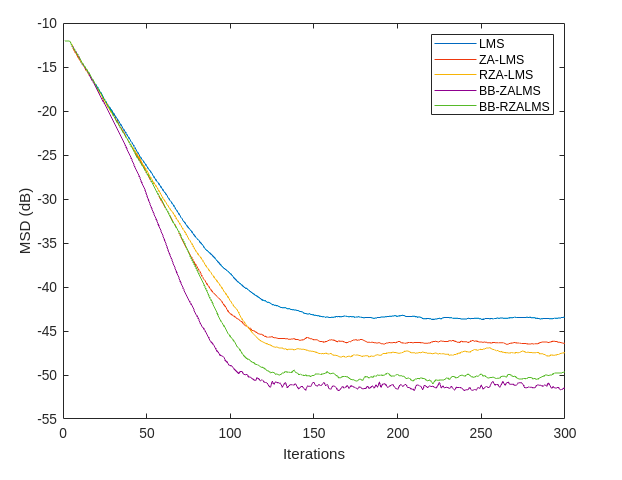 -10
-15
-20
-25
-30
-35
-40
-45
-50
-55
MSD (dB)
LMS
ZA-LMS
RZA-LMS
BB-ZALMS
BB-RZALMS
0 50 100 150 200 250 300
Iterations